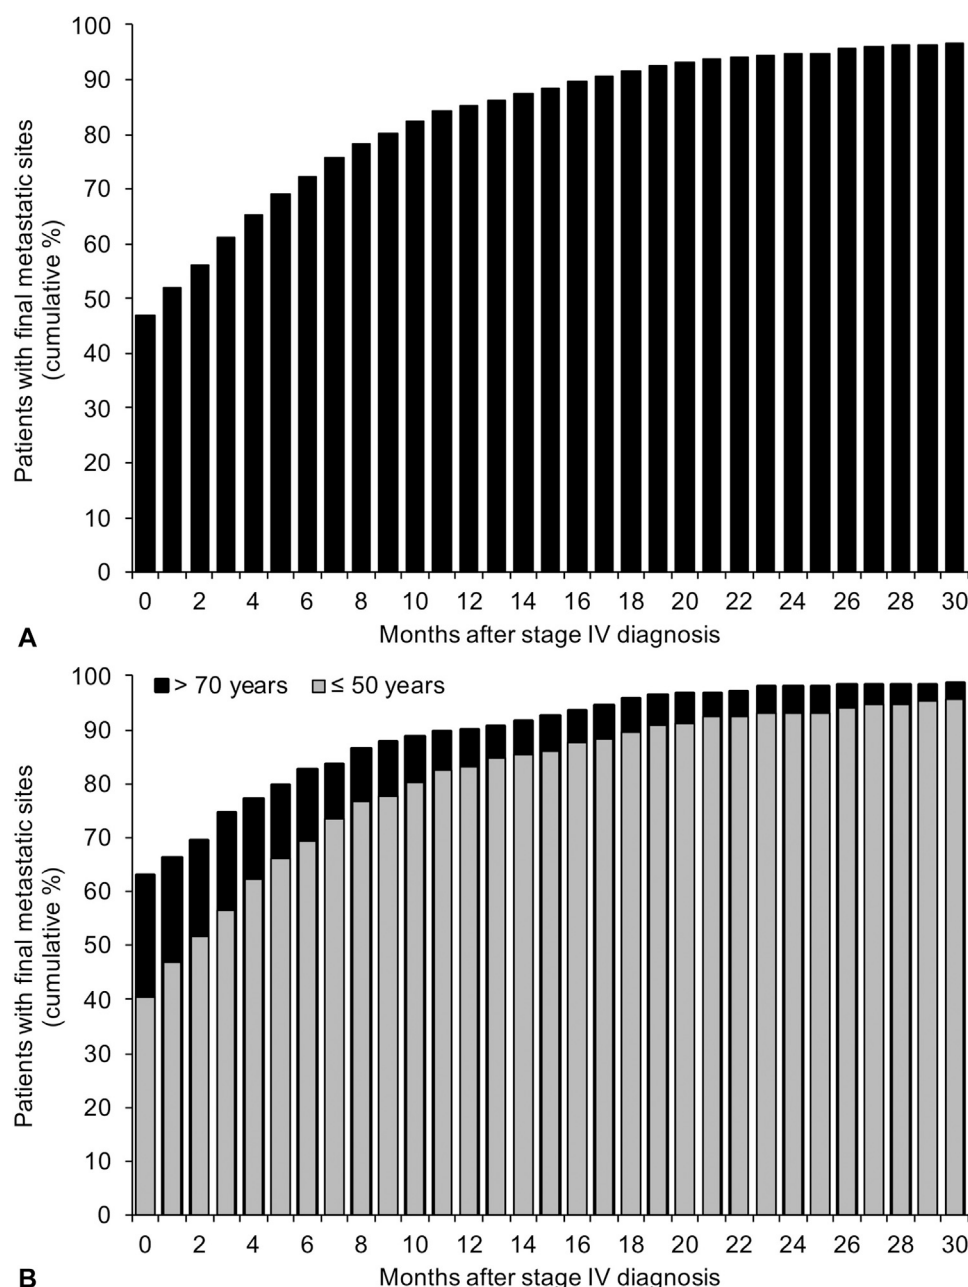 100
90
80
70
60
50
40
30
20
10
0
Patients with final metastatic sites
(cumulative %)
0 2 4 6 8 10 12 14 16 18 20 22 24 26 28 30
Months after stage IV diagnosis
A
> 70 years ≤ 50 years
100
90
80
70
60
50
40
30
20
10
0
Patients with final metastatic sites
(cumulative %)
0 2 4 6 8 10 12 14 16 18 20 22 24 26 28 30
Months after stage IV diagnosis
B